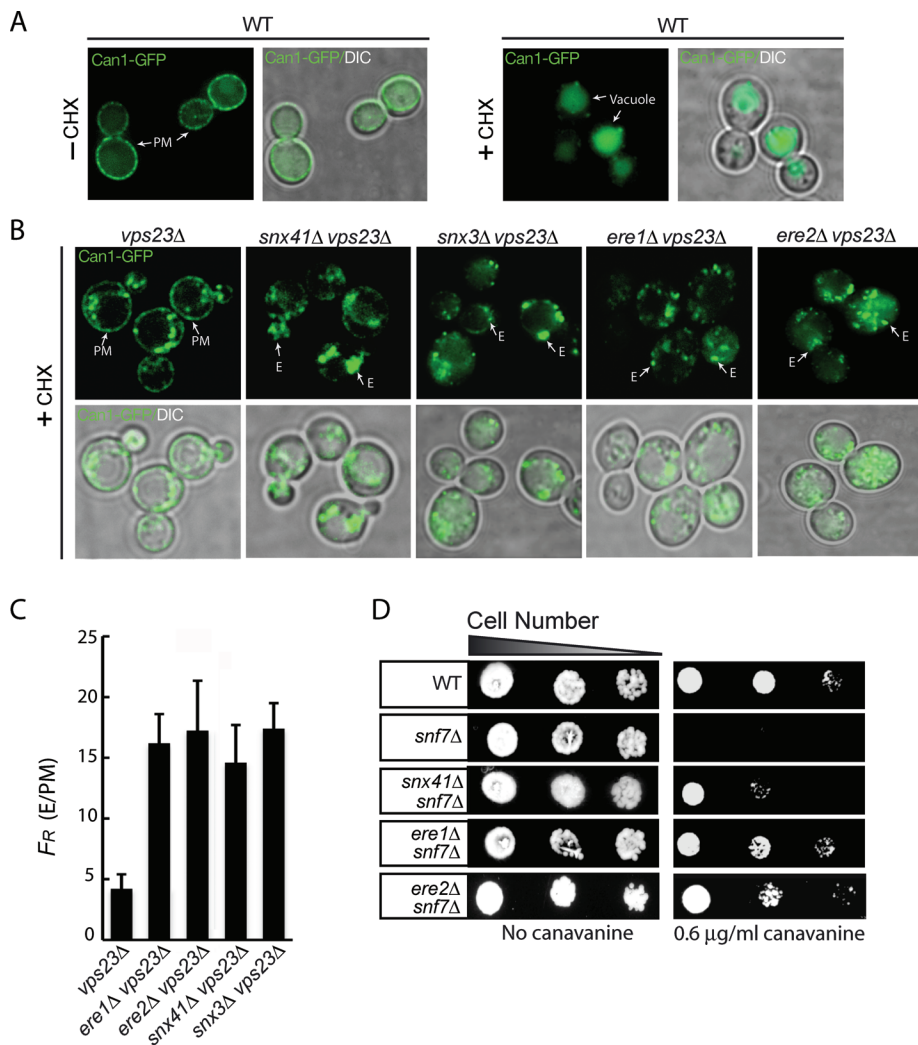 A
WT
WT
– CHX
Can1-GFP
PM
Can1-GFP/DIC
+ CHX
Can1-GFP
Vacuole
Can1-GFP/DIC
B
vps23Δ
snx41Δ vps23Δ
snx3Δ vps23Δ
ere1Δ vps23Δ
ere2Δ vps23Δ
+ CHX
Can1-GFP
PM
PM
E
E
E
E
E
E
E
Can1-GFP/DIC
C
FR (E/PM)
25
20
15
10
5
0
vps23Δ
ere1Δ vps23Δ
ere2Δ vps23Δ
snx41Δ vps23Δ
snx3Δ vps23Δ
D
Cell Number
WT
snf7Δ
snx41Δ
snf7Δ
ere1Δ
snf7Δ
ere2Δ
snf7Δ
No canavanine
0.6 μg/ml canavanine